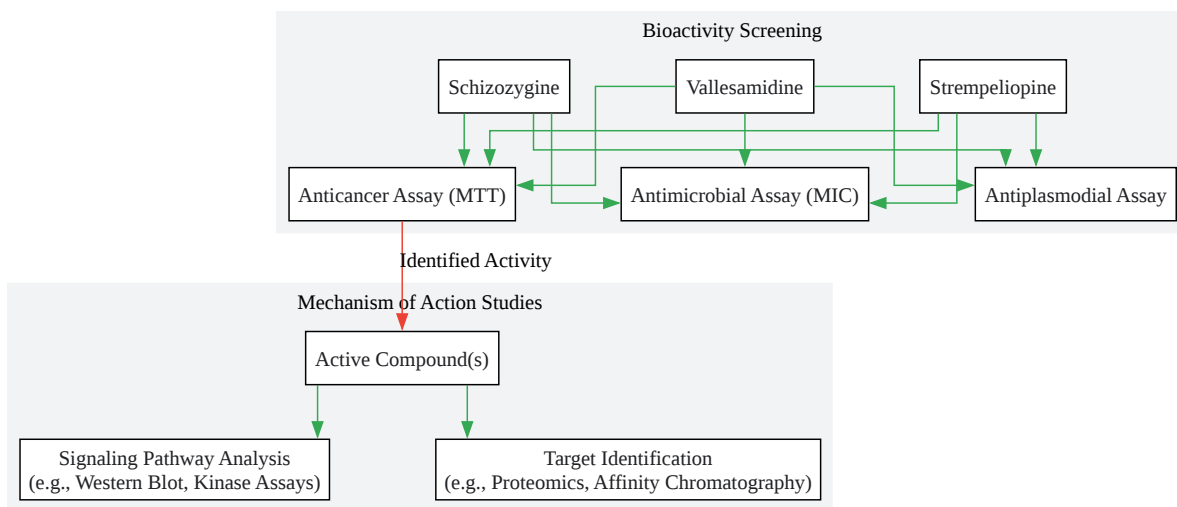 Bioactivity Screening
Schizozygine
Vallesamidine
Strempeliopine
Anticancer Assay (MTT)
Antimicrobial Assay (MIC)
Antiplasmodial Assay
Identified Activity
Mechanism of Action Studies
Active Compound(s)
Signaling Pathway Analysis
(e.g., Western Blot, Kinase Assays)
Target Identification
(e.g., Proteomics, Affinity Chromatography)